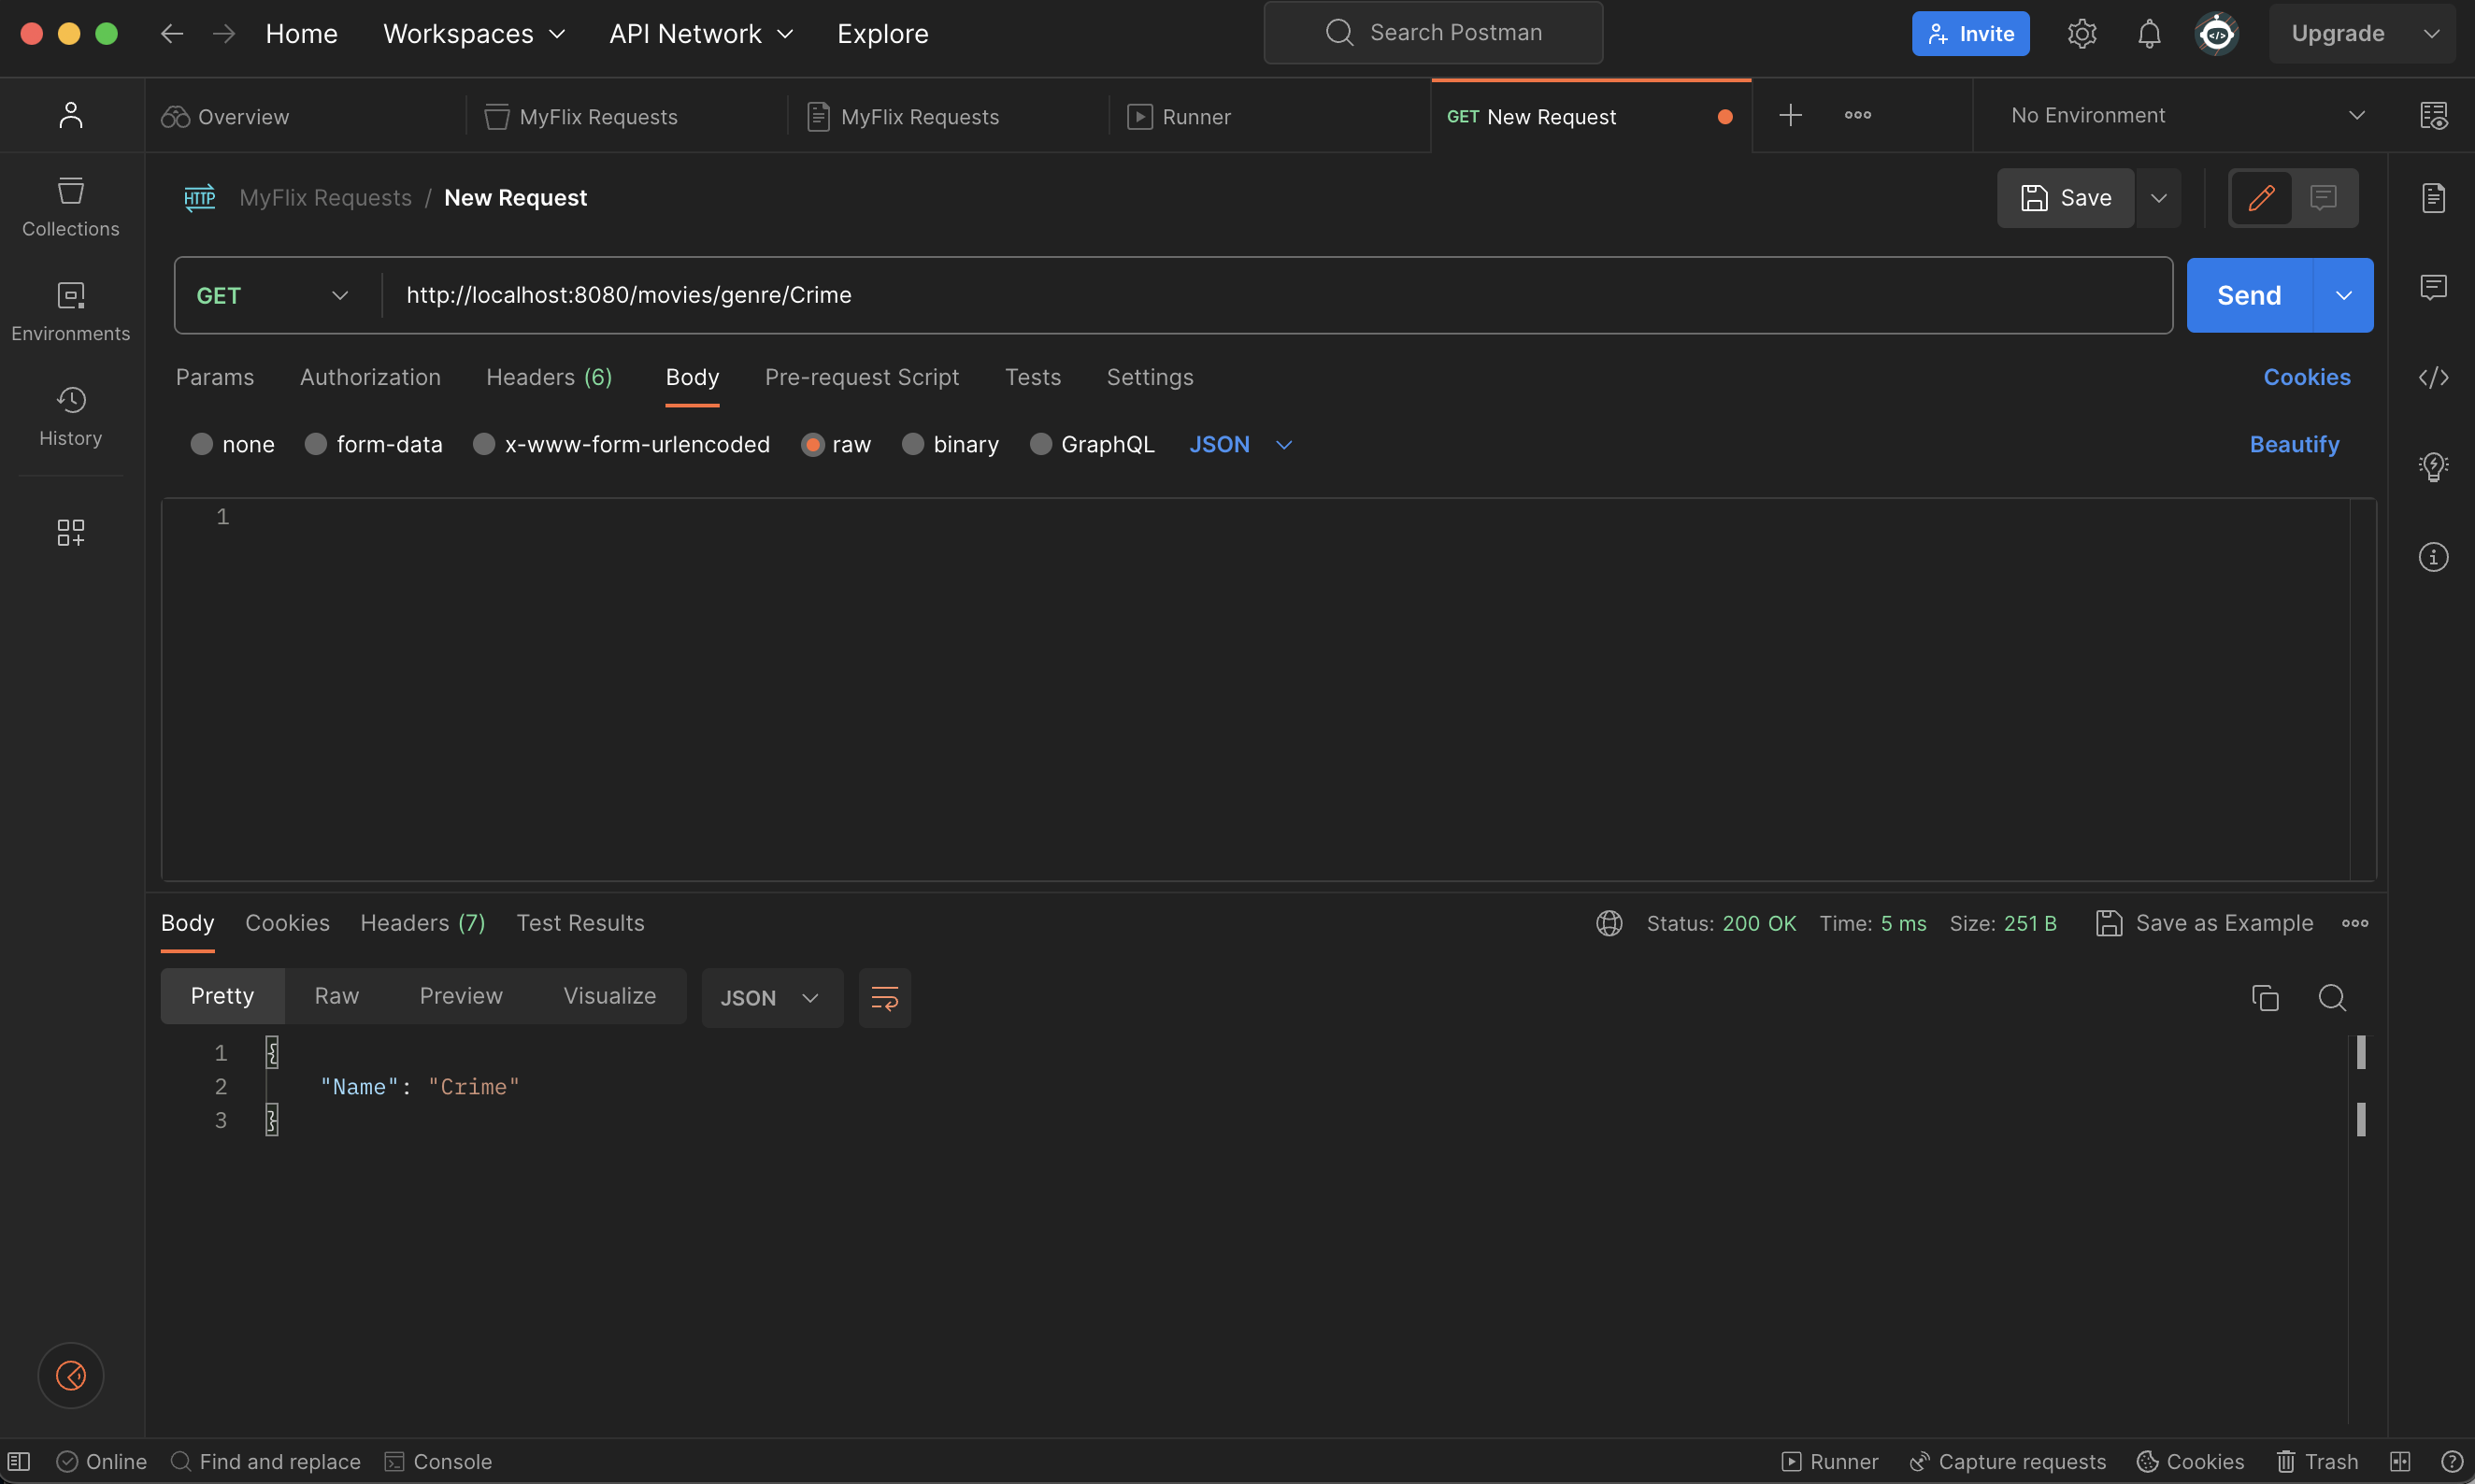 Home Workspaces API Network Explore Search Postman Invite Upgrade
Overview MyFlix Requests MyFlix Requests Runner GET New Request No Environment
HTTP MyFlix Requests / New Request Save
Collections
GET http://localhost:8080/movies/genre/Crime Send
Environments
Params Authorization Headers (6) Body Pre-request Script Tests Settings Cookies
History
none form-data x-www-form-urlencoded raw binary GraphQL JSON Beautify
1
Body Cookies Headers (7) Test Results Status: 200 OK Time: 5 ms Size: 251 B Save as Example
Pretty Raw Preview Visualize JSON
1 {
2 "Name": "Crime"
3 }
Online Find and replace Console Runner Capture requests Cookies Trash